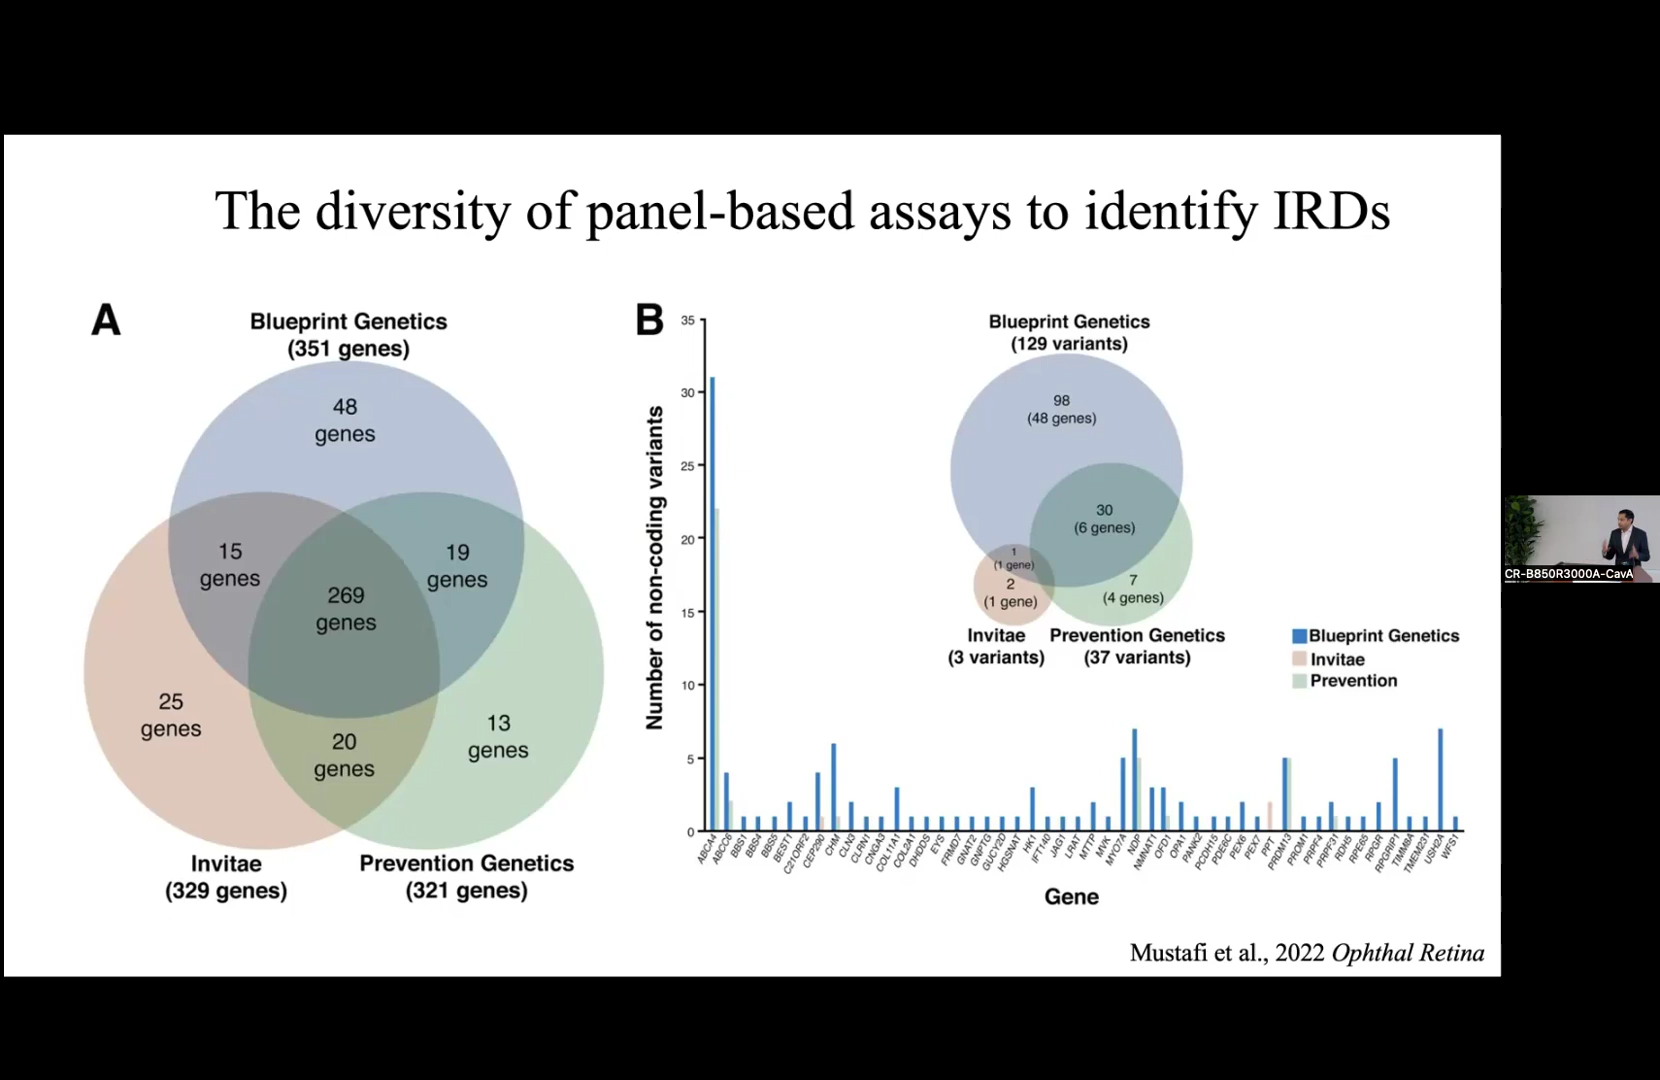 The diversity of panel-based assays to identify IRDs
A
Blueprint Genetics
(351 genes)
48
genes
15
genes
19
genes
269
genes
25
genes
20
genes
13
genes
Invitae
(329 genes)
Prevention Genetics
(321 genes)
B
Number of non-coding variants
35
30
25
20
15
10
5
0
Blueprint Genetics
(129 variants)
98
(48 genes)
30
(6 genes)
1
(1 gene)
2
(1 gene)
7
(4 genes)
Invitae
(3 variants)
Prevention Genetics
(37 variants)
Blueprint Genetics
Invitae
Prevention
ABCA4
ABCC6
BBS1
BBS4
BBS5
BEST1
C21ORF2
CEP290
CHM
CLN3
CLRN1
CNGA3
COL11A1
COL2A1
DHDDS
EYS
FRMD7
GNAT2
GNPTG
GUCY2D
HGSNAT
HK1
IFT140
JAG1
LRAT
MTTP
MVK
MYO7A
NDP
NMNAT1
OFD1
OPA1
PANK2
PCDH15
PDE6C
PEX6
PEX7
PPT
PRDM13
PROM1
PRPF4
PRPF31
RDH5
RPE65
RPGR
RPGRIP1
TIMM8A
TMEM231
USH2A
WFS1
Gene
Mustafi et al., 2022 Ophthal Retina
CR-B850R3000A-CavA